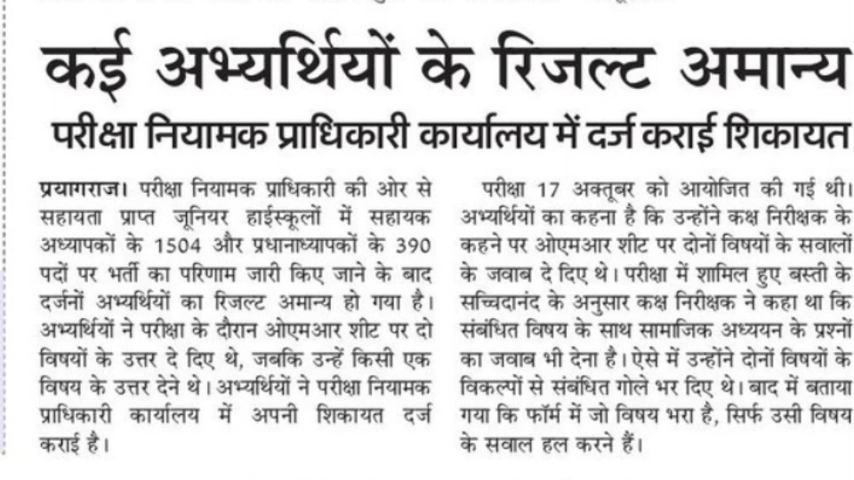 कई अभ्यर्थियों के रिजल्ट अमान्य
परीक्षा नियामक प्राधिकारी कार्यालय में दर्ज कराई शिकायत
प्रयागराज। परीक्षा नियामक प्राधिकारी की ओर से
सहायता प्राप्त जूनियर हाईस्कूलों में सहायक
अध्यापकों के 1504 और प्रधानाध्यापकों के 390
पदों पर भर्ती का परिणाम जारी किए जाने के बाद
दर्जनों अभ्यर्थियों का रिजल्ट अमान्य हो गया है।
अभ्यर्थियों ने परीक्षा के दौरान ओएमआर शीट पर दो
विषयों के उत्तर दे दिए थे, जबकि उन्हें किसी एक
विषय के उत्तर देने थे। अभ्यर्थियों ने परीक्षा नियामक
प्राधिकारी कार्यालय में अपनी शिकायत दर्ज
कराई है।
परीक्षा 17 अक्तूबर को आयोजित की गई थी।
अभ्यर्थियों का कहना है कि उन्होंने कक्ष निरीक्षक के
कहने पर ओएमआर शीट पर दोनों विषयों के सवालों
के जवाब दे दिए थे। परीक्षा में शामिल हुए बस्ती के
सच्चिदानंद के अनुसार कक्ष निरीक्षक ने कहा था कि
संबंधित विषय के साथ सामाजिक अध्ययन के प्रश्नों
का जवाब भी देना है। ऐसे में उन्होंने दोनों विषयों के
विकल्पों से संबंधित गोले भर दिए थे। बाद में बताया
गया कि फॉर्म में जो विषय भरा है, सिर्फ उसी विषय
के सवाल हल करने हैं।